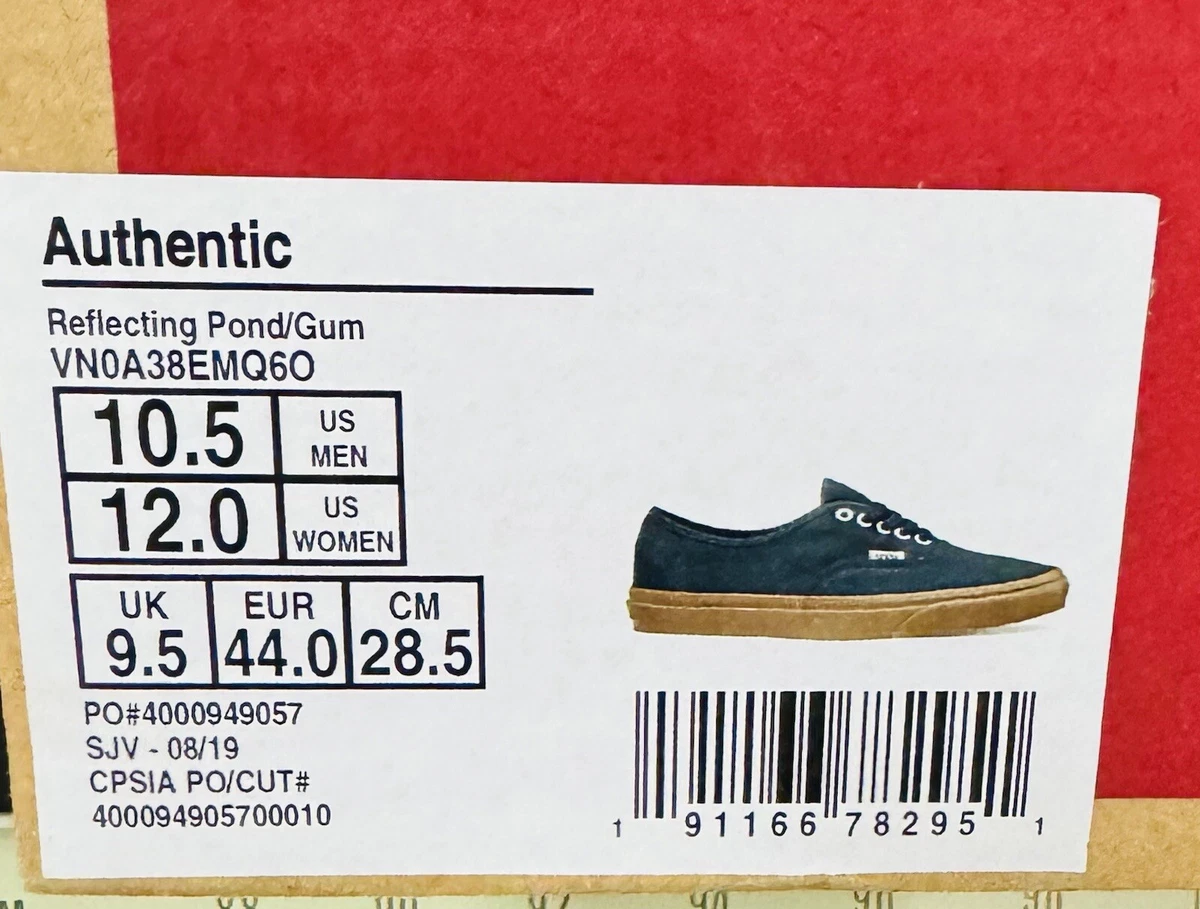 Authentic
Reflecting Pond/Gum
VN0A38EMQ6O
10.5 US MEN
12.0 US WOMEN
UK EUR CM
9.5 44.0 28.5
PO#4000949057
SJV - 08/19
CPSIA PO/CUT#
400094905700010
1 91166 78295 1